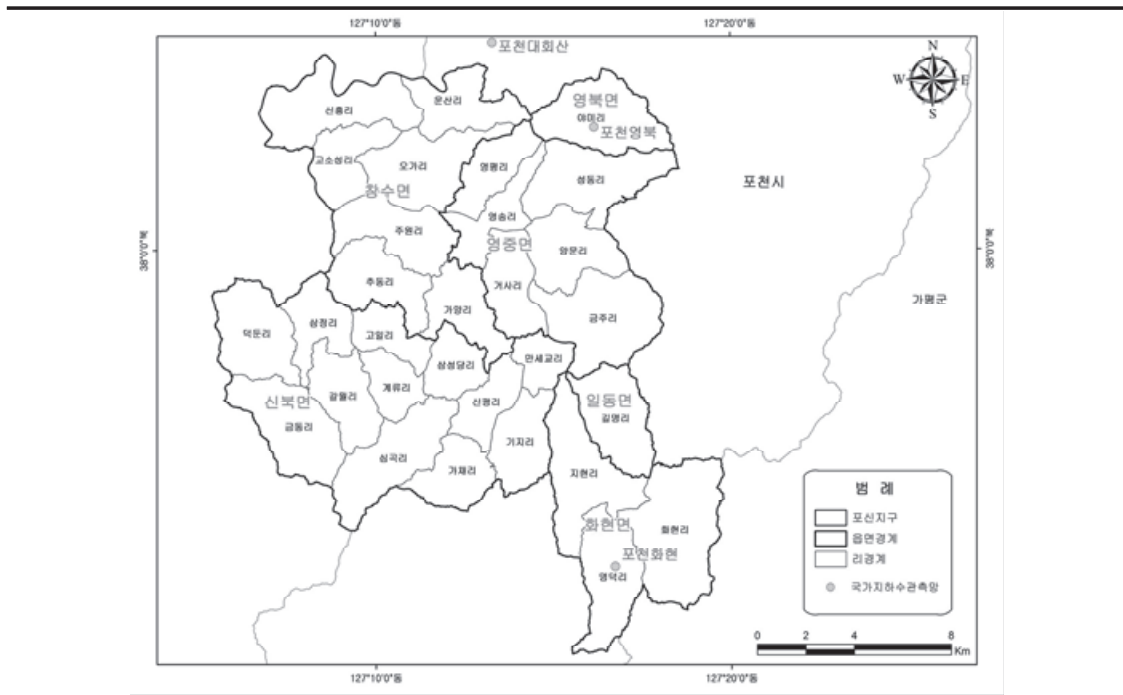 127°10'0"동 127°20'0"동
포천대회산
N
W E
S
영북면
운산리
야미리
신흥리
포천영북
교소성리 오가리 영평리 성동리
포천시
창수면
영송리
주원리 영중면 양문리
38°0'0"북 38°0'0"북
추동리 거사리
가평군
가양리 금주리
덕둔리 삼정리 고일리
삼성당리 만세교리
계류리
갈월리 신평리 일동면
신북면
길명리
금동리
기지리
심곡리 가채리 지현리
범 례
포신지구
화현면 화현리
읍면경계
포천화현
리경계
명덕리
국가지하수관측망
0 2 4 8
Km
127°10'0"동 127°20'0"동